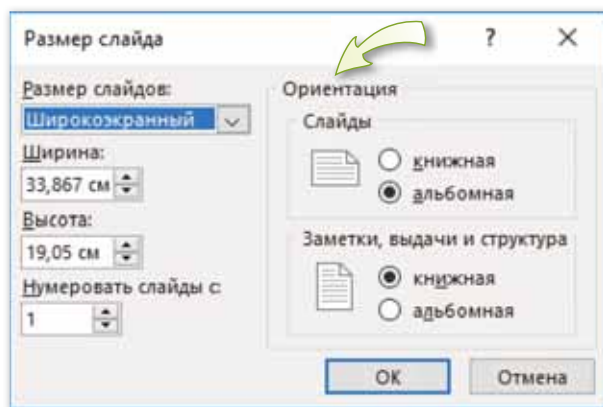 Размер слайда
?
Размер слайдов:
Широкоэкранный
Ширина:
33,867 см
Высота:
19,05 см
Нумеровать слайды с:
1
Ориентация
Слайды
книжная
альбомная
Заметки, выдачи и структура
книжная
альбомная
ОК
Отмена